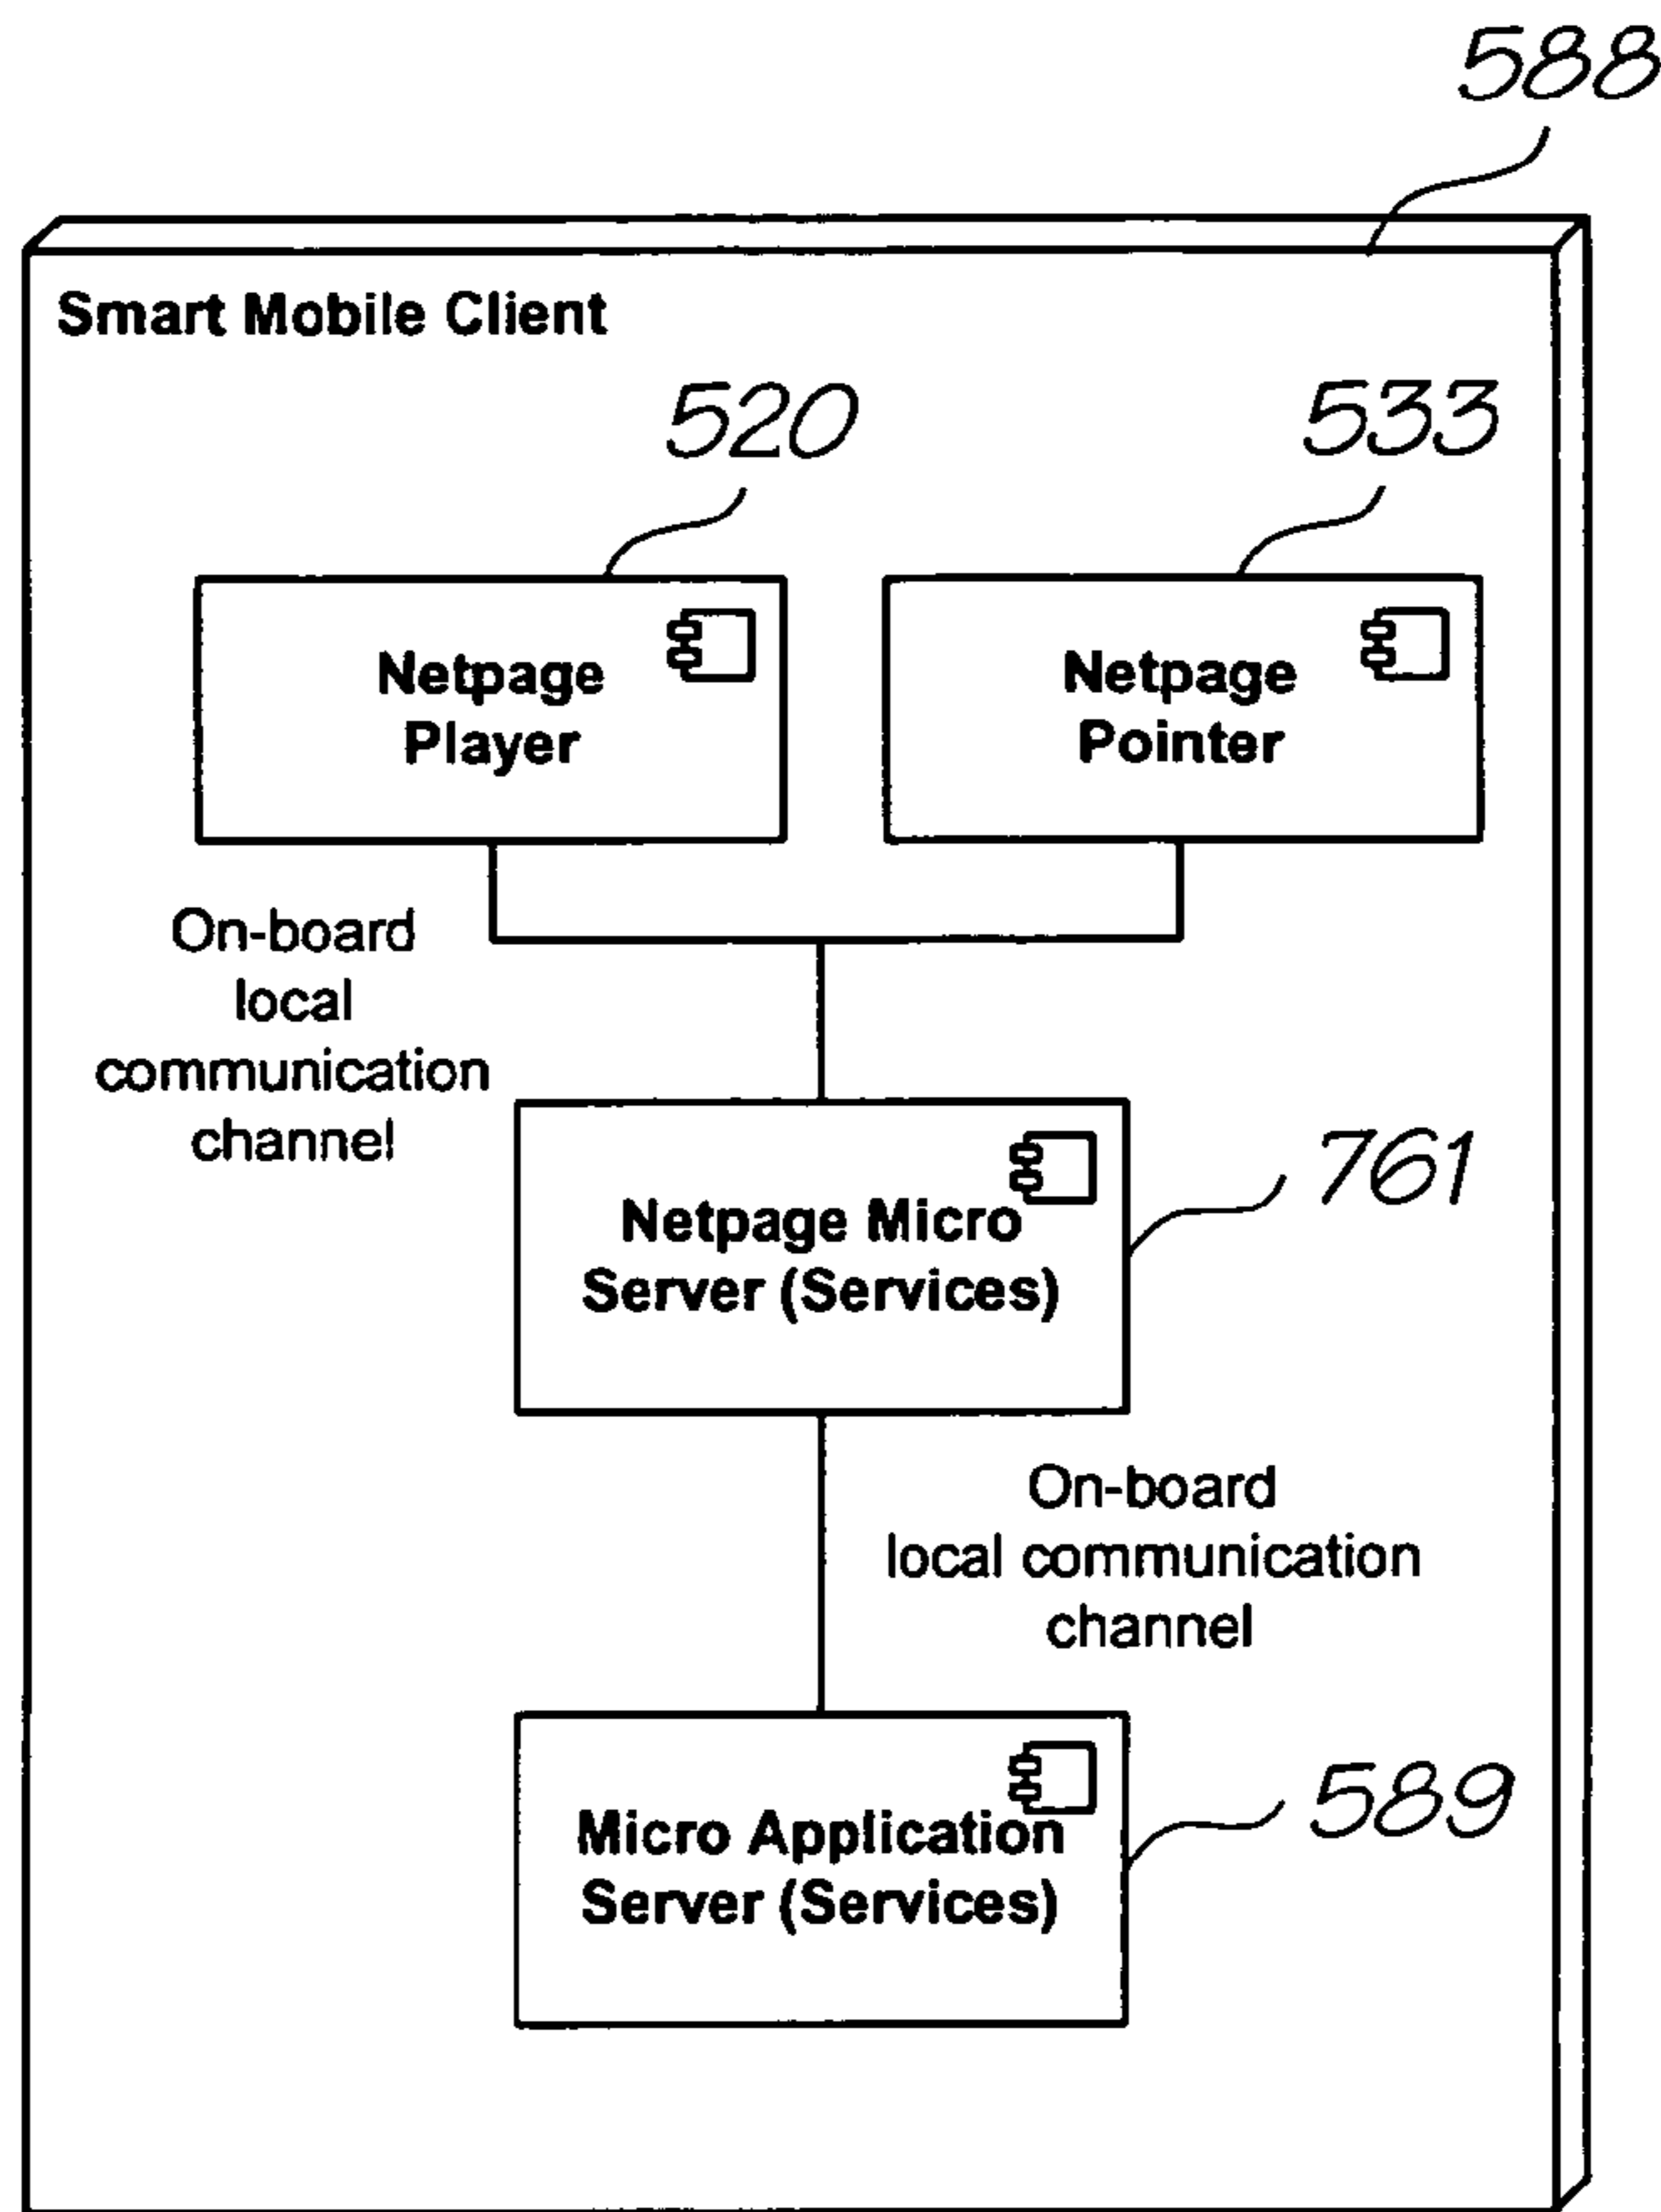 588
Smart Mobile Client
520
533
Netpage
Player
Netpage
Pointer
On-board
local
communication
channel
761
Netpage Micro
Server (Services)
On-board
local communication
channel
589
Micro Application
Server (Services)